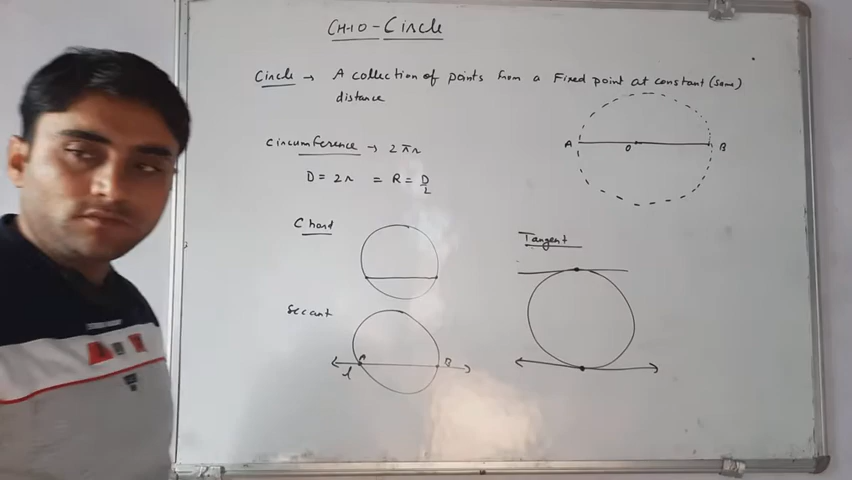 CH-10 - Circle
Circle → A collection of points from a Fixed point at constant (same)
distance
A O B
Circumference → 2πr
D = 2r = R = D/2
Chord
Tangent
Secant
A B
l